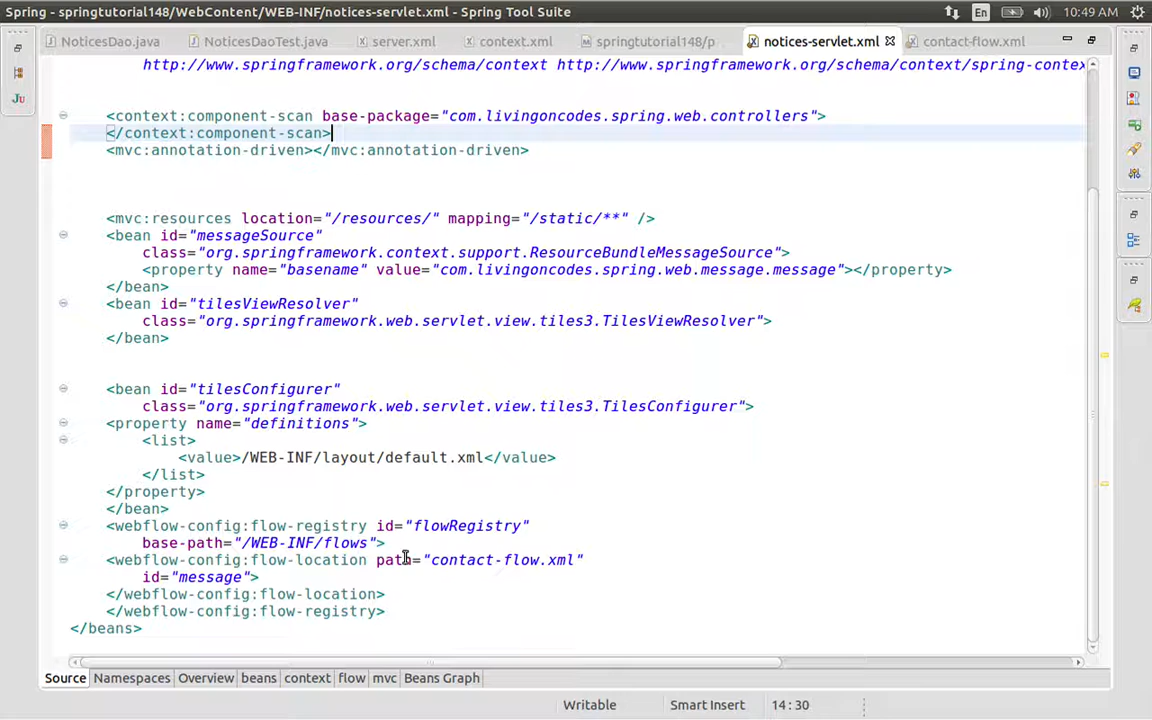 Spring - springtutorial148/WebContent/WEB-INF/notices-servlet.xml - Spring Tool Suite
En
10:49 AM
NoticesDao.java
NoticesDaoTest.java
server.xml
context.xml
springtutorial148/p
notices-servlet.xml
contact-flow.xml
Ju
http://www.springframework.org/schema/context http://www.springframework.org/schema/context/spring-contex
<context:component-scan base-package="com.livingoncodes.spring.web.controllers">
</context:component-scan>
<mvc:annotation-driven></mvc:annotation-driven>
<mvc:resources location="/resources/" mapping="/static/**" />
<bean id="messageSource"
class="org.springframework.context.support.ResourceBundleMessageSource">
<property name="basename" value="com.livingoncodes.spring.web.message.message"></property>
</bean>
<bean id="tilesViewResolver"
class="org.springframework.web.servlet.view.tiles3.TilesViewResolver">
</bean>
<bean id="tilesConfigurer"
class="org.springframework.web.servlet.view.tiles3.TilesConfigurer">
<property name="definitions">
<list>
<value>/WEB-INF/layout/default.xml</value>
</list>
</property>
</bean>
<webflow-config:flow-registry id="flowRegistry"
base-path="/WEB-INF/flows">
<webflow-config:flow-location path="contact-flow.xml"
id="message">
</webflow-config:flow-location>
</webflow-config:flow-registry>
</beans>
Source
Namespaces
Overview
beans
context
flow
mvc
Beans Graph
Writable
Smart Insert
14 : 30